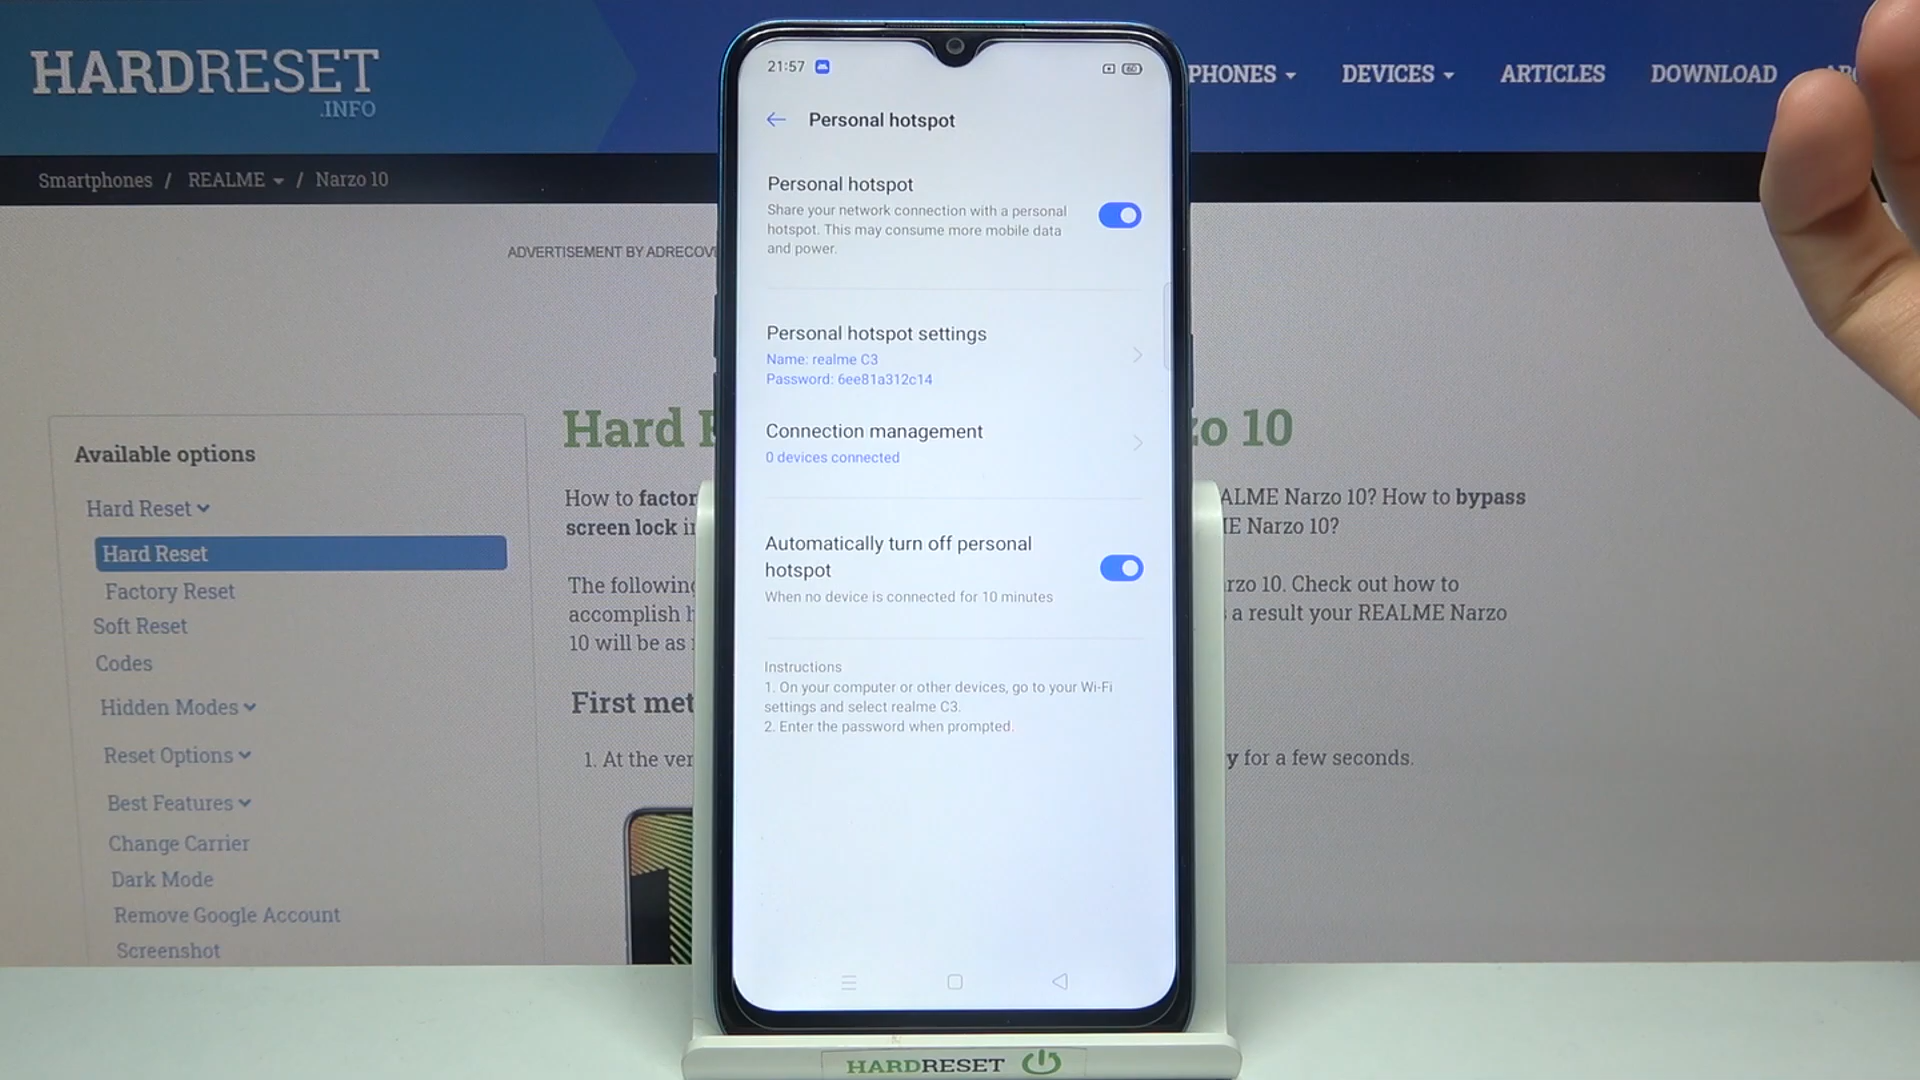 HARDRESET
.INFO
PHONES
DEVICES
ARTICLES
DOWNLOAD
Smartphones / REALME / Narzo 10
ADVERTISEMENT BY ADRECOV
Available options
Hard Reset
Hard Reset
Factory Reset
Soft Reset
Codes
Hidden Modes
Reset Options
Best Features
Change Carrier
Dark Mode
Remove Google Account
Screenshot
Hard zo 10
How to factor ALME Narzo 10? How to bypass
screen lock in E Narzo 10?
The following rzo 10. Check out how to
accomplish h a result your REALME Narzo
10 will be as
First met
1. At the ver y for a few seconds.
21:57
60
Personal hotspot
Personal hotspot
Share your network connection with a personal
hotspot. This may consume more mobile data
and power.
Personal hotspot settings
Name: realme C3
Password: 6ee81a312c14
Connection management
0 devices connected
Automatically turn off personal
hotspot
When no device is connected for 10 minutes
Instructions
1. On your computer or other devices, go to your Wi-Fi
settings and select realme C3.
2. Enter the password when prompted.
HARDRESET